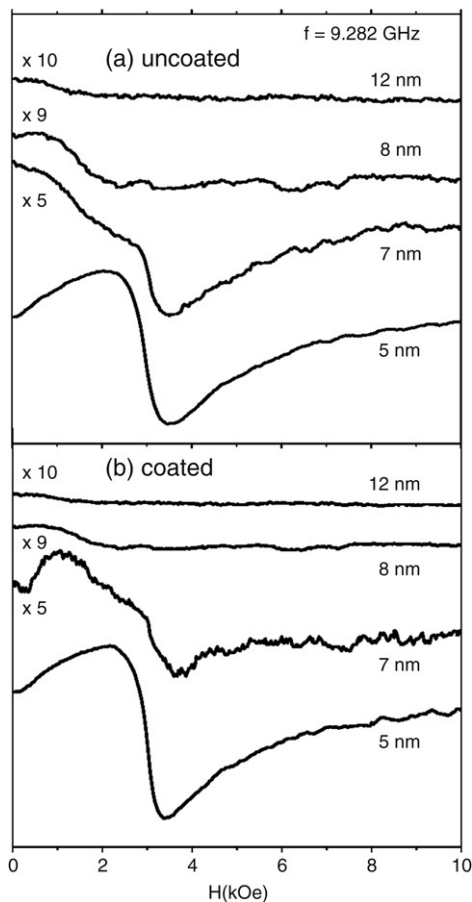 f = 9.282 GHz
(a) uncoated
x 10
12 nm
x 9
8 nm
x 5
7 nm
5 nm
(b) coated
x 10
12 nm
x 9
8 nm
x 5
7 nm
5 nm
0 2 4 6 8 10
H(kOe)